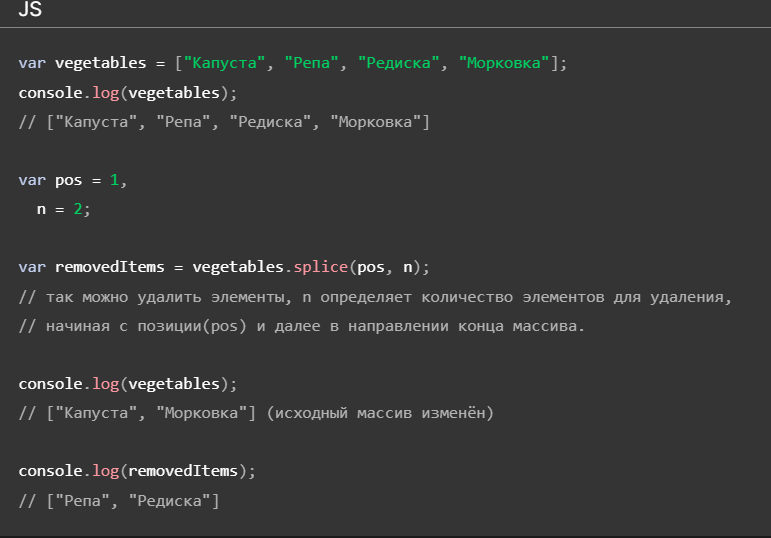 JS
var vegetables = ["Капуста", "Репа", "Редиска", "Морковка"];
console.log(vegetables);
// ["Капуста", "Репа", "Редиска", "Морковка"]
var pos = 1,
  n = 2;
var removedItems = vegetables.splice(pos, n);
// так можно удалить элементы, n определяет количество элементов для удаления,
// начиная с позиции(pos) и далее в направлении конца массива.
console.log(vegetables);
// ["Капуста", "Морковка"] (исходный массив изменён)
console.log(removedItems);
// ["Репа", "Редиска"]